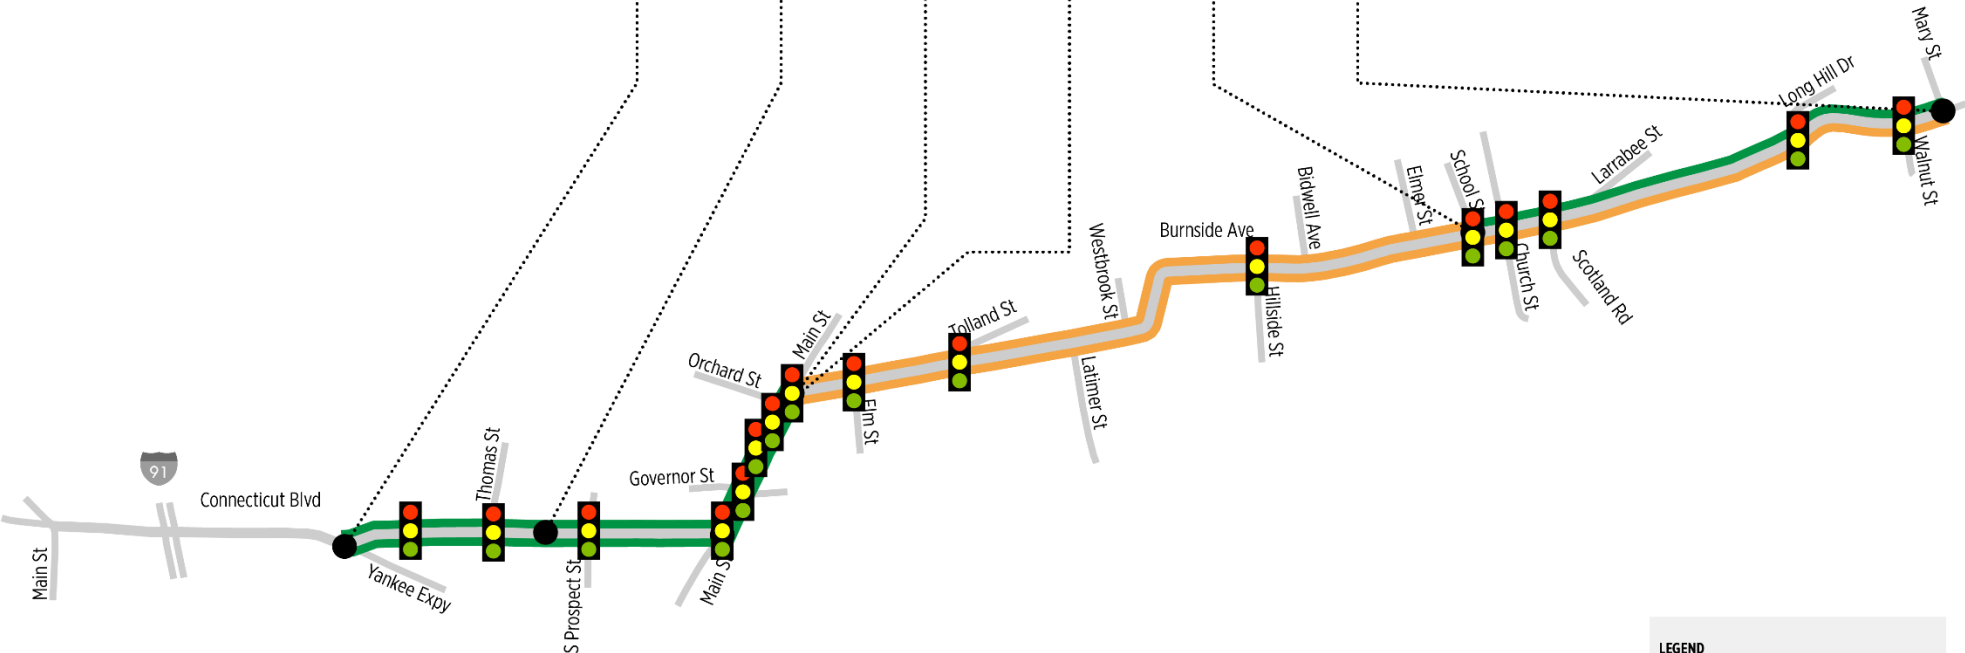 Mary St
Long Hill Dr
Walnut St
Larrabee St
School S
Elmer St
Bidwell Ave
Burnside Ave
Westbrook St
Church St
Scotland Rd
Hillside St
Tolland St
Main St
Orchard St
Latimer St
Elm St
Governor St
Thomas St
91
Connecticut Blvd
Main St
Yankee Expy
S Prospect St
Main S
LEGEND